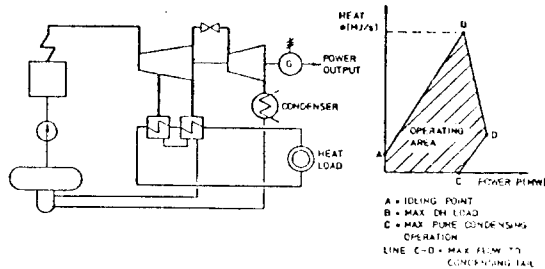 G
POWER
OUTPUT
CONDENSER
HEAT
LOAD
HEAT
[MJ/s]
B
OPERATING
AREA
A
D
C
POWER P[MW]
A = IDLING POINT
B = MAX DH LOAD
C = MAX PURE CONDENSING
OPERATION
LINE C-D = MAX FLOW TO
CONDENSING TAIL